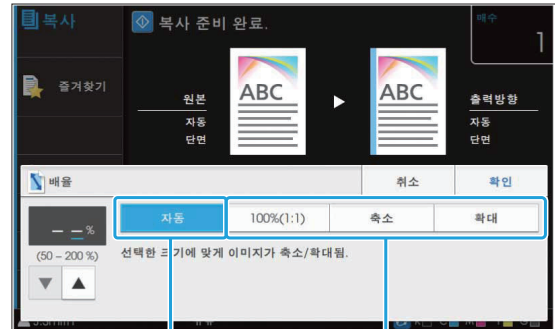 복사
복사 준비 완료.
매수
1
즐겨찾기
원본
자동
단면
ABC
ABC
출력방향
자동
단면
배율
취소
확인
– –%
(50 – 200 %)
자동
100%(1:1)
축소
확대
선택한 크기에 맞게 이미지가 축소/확대됨.